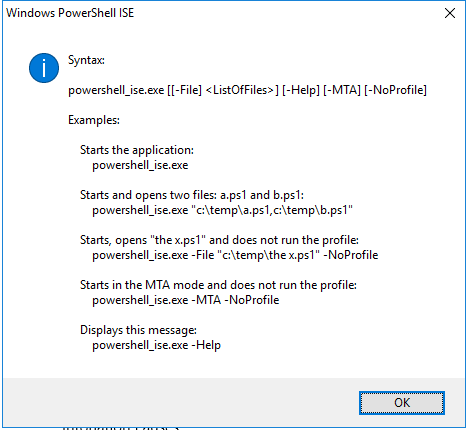 Windows PowerShell ISE
Syntax:
powershell_ise.exe [[-File] <ListOfFiles>] [-Help] [-MTA] [-NoProfile]
Examples:
Starts the application:
powershell_ise.exe
Starts and opens two files: a.ps1 and b.ps1:
powershell_ise.exe "c:\temp\a.ps1,c:\temp\b.ps1"
Starts, opens "the x.ps1" and does not run the profile:
powershell_ise.exe -File "c:\temp\the x.ps1" -NoProfile
Starts in the MTA mode and does not run the profile:
powershell_ise.exe -MTA -NoProfile
Displays this message:
powershell_ise.exe -Help
OK